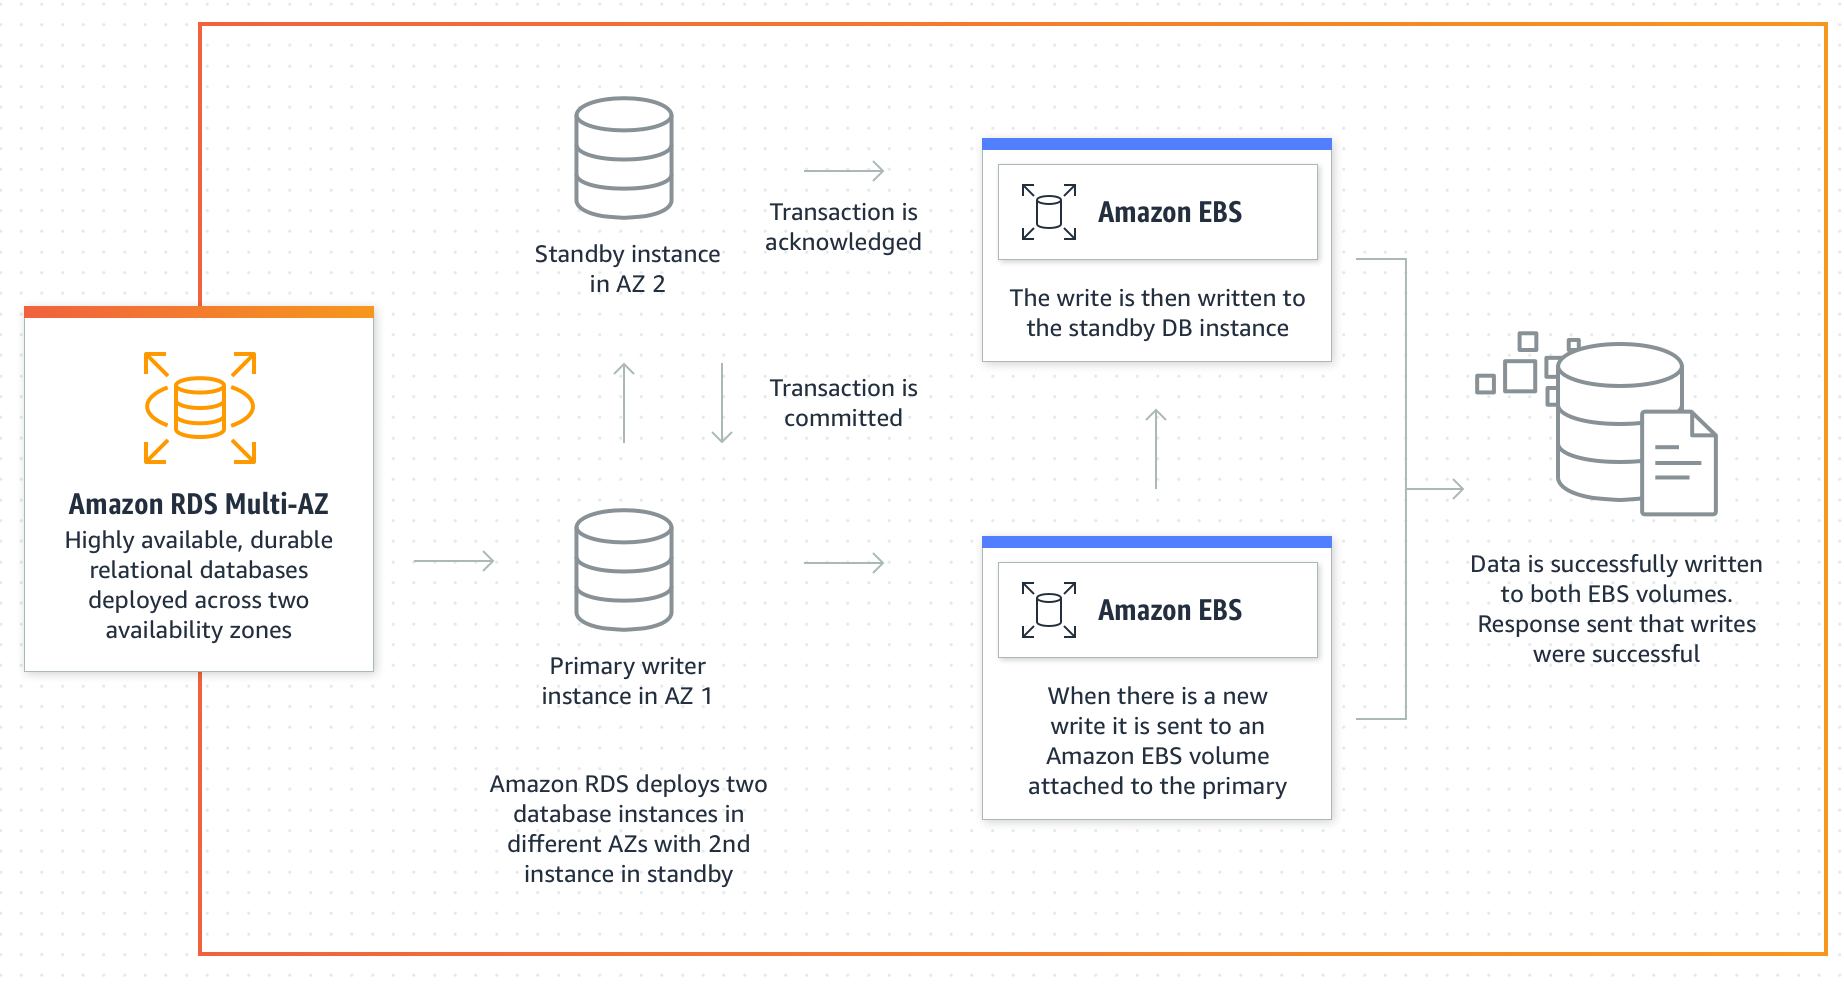 Amazon RDS Multi-AZ
Highly available, durable
relational databases
deployed across two
availability zones
Standby instance
in AZ 2
Transaction is
acknowledged
Transaction is
committed
Primary writer
instance in AZ 1
Amazon RDS deploys two
database instances in
different AZs with 2nd
instance in standby
Amazon EBS
The write is then written to
the standby DB instance
Amazon EBS
When there is a new
write it is sent to an
Amazon EBS volume
attached to the primary
Data is successfully written
to both EBS volumes.
Response sent that writes
were successful